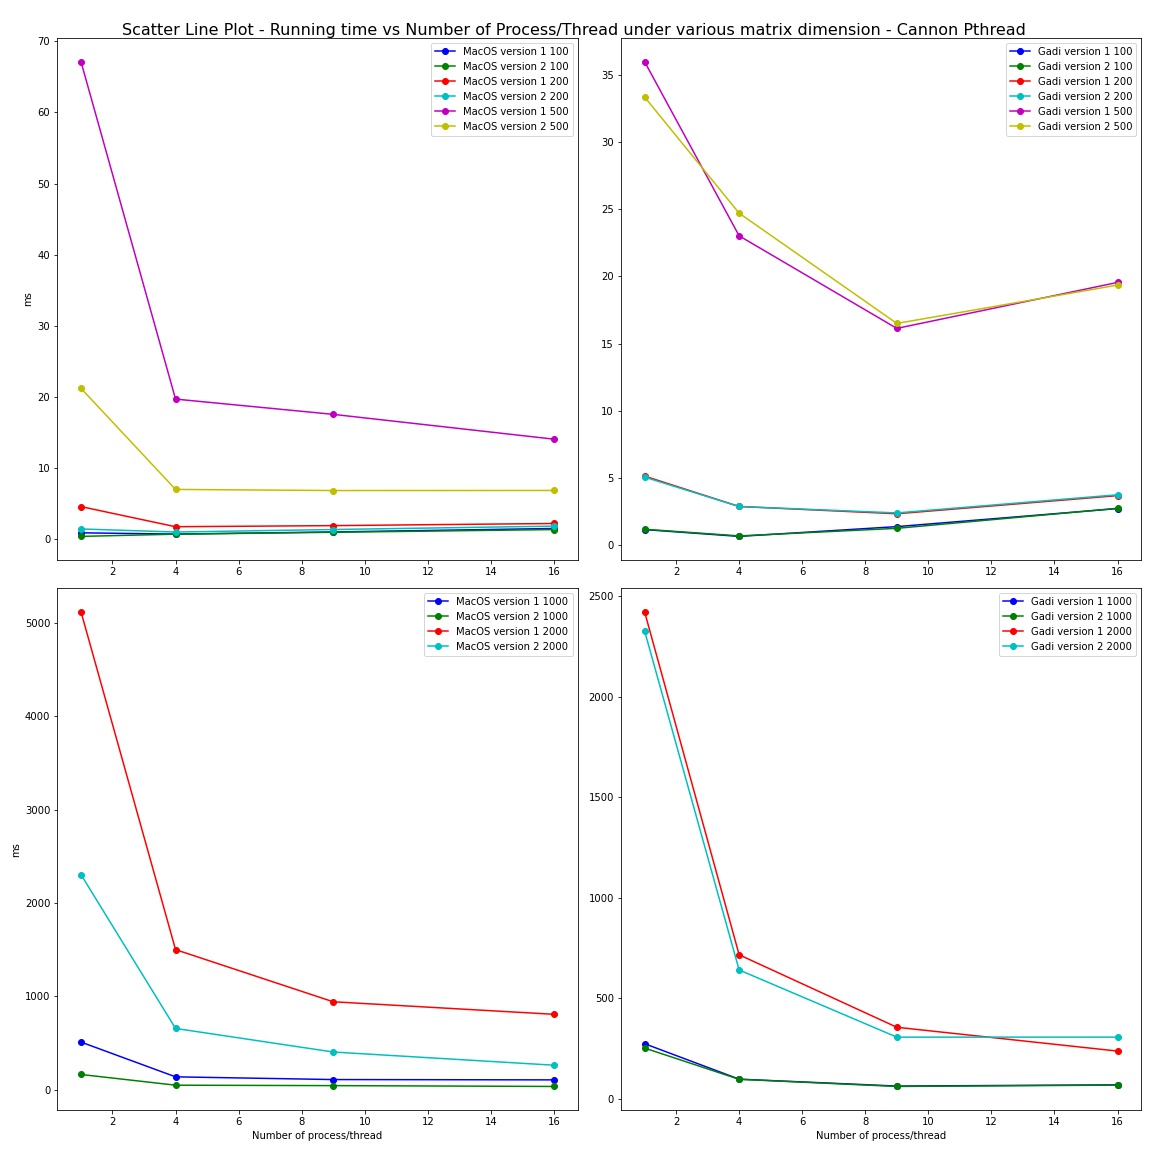 Scatter Line Plot - Running time vs Number of Process/Thread under various matrix dimension - Cannon Pthread
70
60
50
40
30
20
10
0
ms
2 4 6 8 10 12 14 16
MacOS version 1 100
MacOS version 2 100
MacOS version 1 200
MacOS version 2 200
MacOS version 1 500
MacOS version 2 500
35
30
25
20
15
10
5
0
2 4 6 8 10 12 14 16
Gadi version 1 100
Gadi version 2 100
Gadi version 1 200
Gadi version 2 200
Gadi version 1 500
Gadi version 2 500
5000
4000
3000
2000
1000
0
ms
2 4 6 8 10 12 14 16
Number of process/thread
MacOS version 1 1000
MacOS version 2 1000
MacOS version 1 2000
MacOS version 2 2000
2500
2000
1500
1000
500
0
2 4 6 8 10 12 14 16
Number of process/thread
Gadi version 1 1000
Gadi version 2 1000
Gadi version 1 2000
Gadi version 2 2000